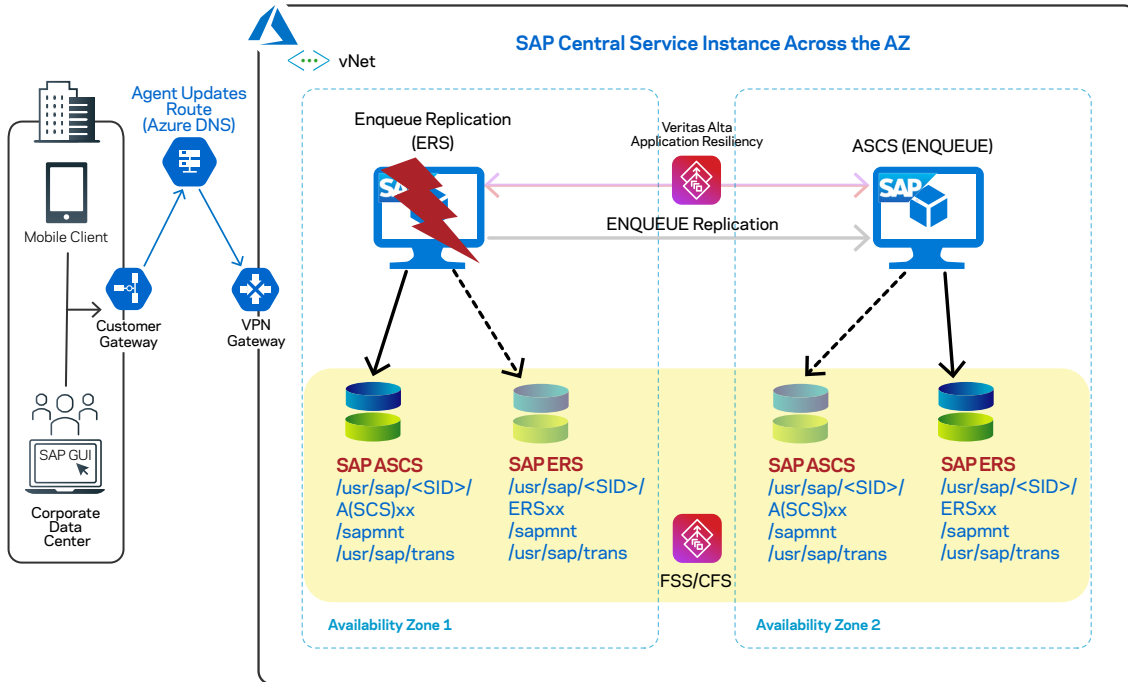 SAP Central Service Instance Across the AZ
vNet
Agent Updates
Route
(Azure DNS)
Mobile Client
Customer
Gateway
VPN
Gateway
SAP GUI
Corporate
Data
Center
Enqueue Replication
(ERS)
SAP
Veritas Alta
Application Resiliency
ENQUEUE Replication
ASCS (ENQUEUE)
SAP
SAP ASCS
/usr/sap/<SID>/
A(SCS)xx
/sapmnt
/usr/sap/trans
SAP ERS
/usr/sap/<SID>/
ERSxx
/sapmnt
/usr/sap/trans
FSS/CFS
SAP ASCS
/usr/sap/<SID>/
A(SCS)xx
/sapmnt
/usr/sap/trans
SAP ERS
/usr/sap/<SID>/
ERSxx
/sapmnt
/usr/sap/trans
Availability Zone 1
Availability Zone 2